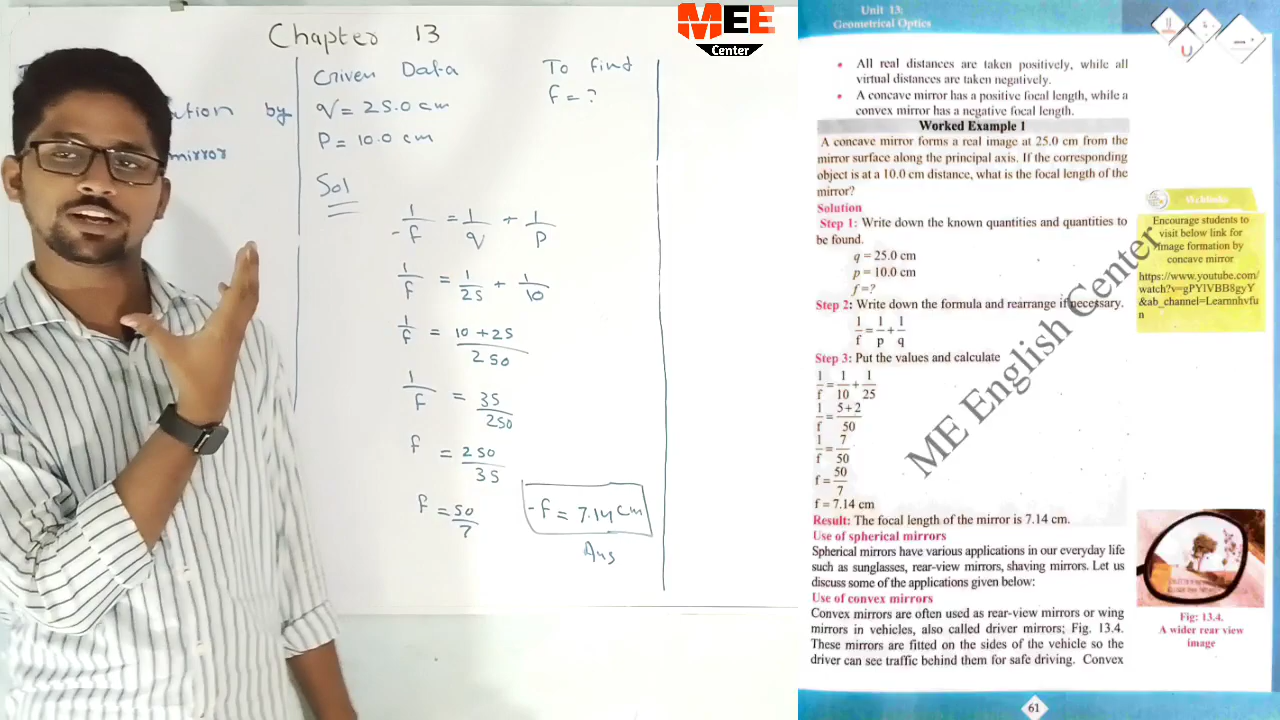 Chapter 13
MEE
Center
ution by
mirror
Given Data
q = 25.0 cm
P = 10.0 cm
To find
f = ?
Sol
1/f = 1/q + 1/p
1/f = 1/25 + 1/10
1/f = 10+25/250
1/f = 35/250
f = 250/35
f = 50/7
f = 7.14 cm
Ans
Unit 13:
Geometrical Optics
• All real distances are taken positively, while all
virtual distances are taken negatively.
• A concave mirror has a positive focal length, while a
convex mirror has a negative focal length.
Worked Example 1
A concave mirror forms a real image at 25.0 cm from the
mirror surface along the principal axis. If the corresponding
object is at a 10.0 cm distance, what is the focal length of the
mirror?
Solution
Step 1: Write down the known quantities and quantities to
be found.
q = 25.0 cm
p = 10.0 cm
f =?
Step 2: Write down the formula and rearrange if necessary.
1/f = 1/p + 1/q
Step 3: Put the values and calculate
1/f = 1/10 + 1/25
1/f = 5+2/50
1/f = 7/50
f = 50/7
f = 7.14 cm
Result: The focal length of the mirror is 7.14 cm.
Use of spherical mirrors
Spherical mirrors have various applications in our everyday life
such as sunglasses, rear-view mirrors, shaving mirrors. Let us
discuss some of the applications given below:
Use of convex mirrors
Convex mirrors are often used as rear-view mirrors or wing
mirrors in vehicles, also called driver mirrors; Fig. 13.4.
These mirrors are fitted on the sides of the vehicle so the
driver can see traffic behind them for safe driving. Convex
ME English Center
Weblinks
Encourage students to
visit below link for
image formation by
concave mirror
https://www.youtube.com/
watch?v=gPYlVBB8gyY
&ab_channel=Learnnhvfu
n
Fig: 13.4.
A wider rear view
image
61